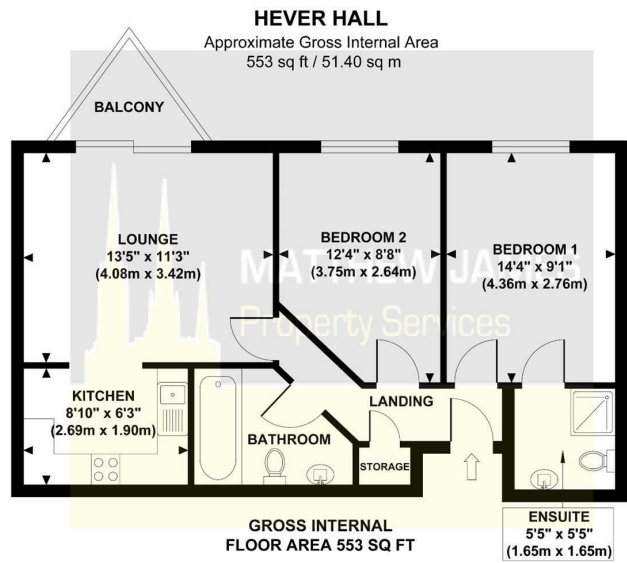 HEVER HALL
Approximate Gross Internal Area
553 sq ft / 51.40 sq m
BALCONY
LOUNGE
13'5" x 11'3"
(4.08m x 3.42m)
BEDROOM 2
12'4" x 8'8"
(3.75m x 2.64m)
BEDROOM 1
14'4" x 9'1"
(4.36m x 2.76m)
MATTHEW JAMES
Property Services
KITCHEN
8'10" x 6'3"
(2.69m x 1.90m)
LANDING
BATHROOM
STORAGE
ENSUITE
5'5" x 5'5"
(1.65m x 1.65m)
GROSS INTERNAL
FLOOR AREA 553 SQ FT